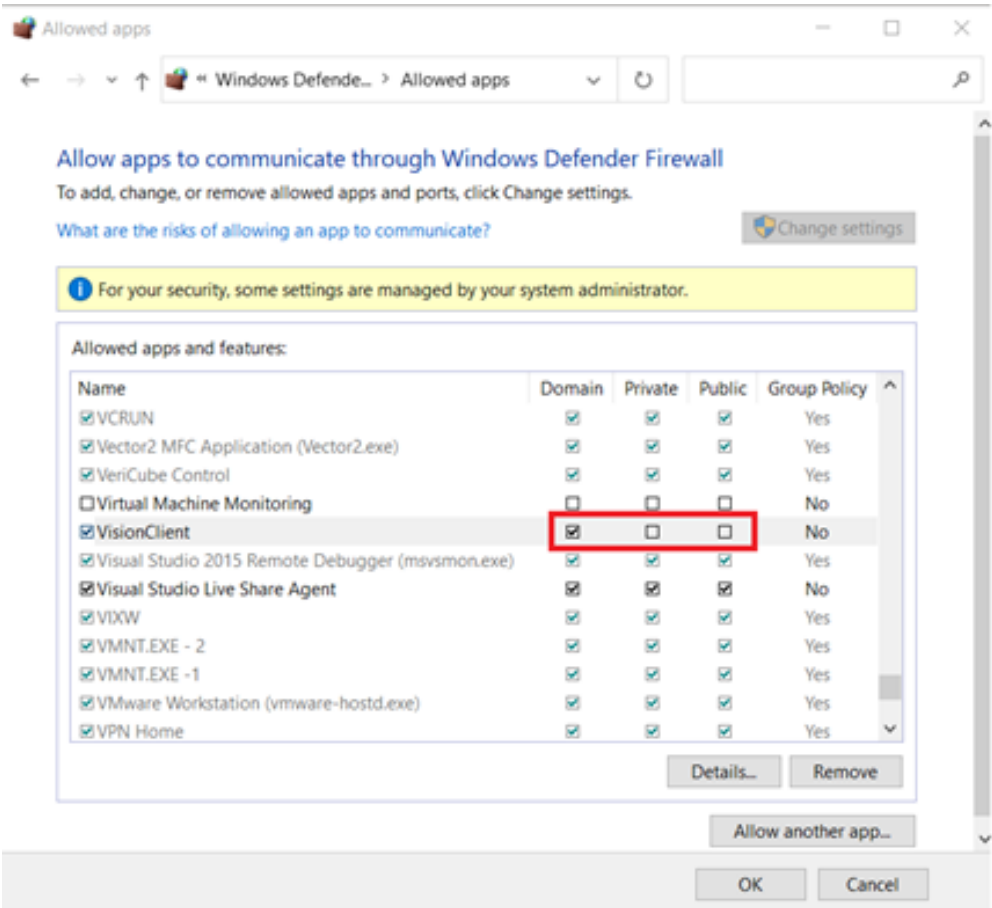 Allowed apps
Windows Defende... > Allowed apps
Allow apps to communicate through Windows Defender Firewall
To add, change, or remove allowed apps and ports, click Change settings.
What are the risks of allowing an app to communicate?
Change settings
For your security, some settings are managed by your system administrator.
Allowed apps and features:
Name Domain Private Public Group Policy
VCRUN Yes
Vector2 MFC Application (Vector2.exe) Yes
VeriCube Control Yes
Virtual Machine Monitoring No
VisionClient No
Visual Studio 2015 Remote Debugger (msvsmon.exe) Yes
Visual Studio Live Share Agent No
VIXW Yes
VMNT.EXE - 2 Yes
VMNT.EXE -1 Yes
VMware Workstation (vmware-hostd.exe) Yes
VPN Home Yes
Details... Remove
Allow another app...
OK Cancel